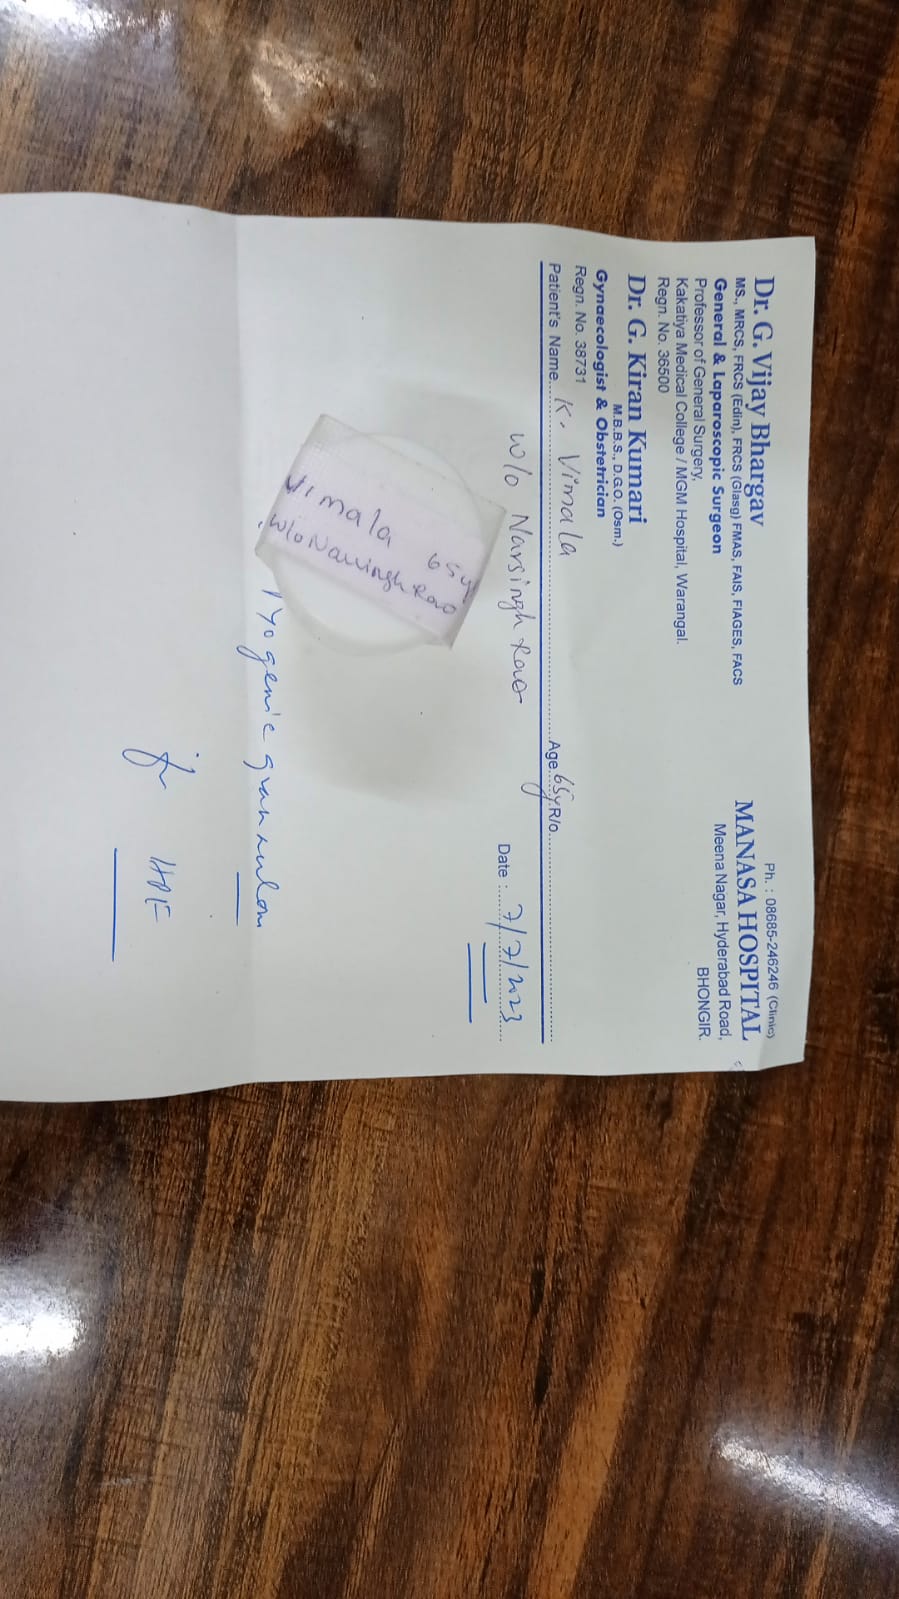 Dr. G. Vijay Bhargav
MS., MRCS, FRCS (Edin), FRCS (Glasg) FMAS, FAIS, FIAGES, FACS
General & Laparoscopic Surgeon
Professor of General Surgery,
Kakatiya Medical College / MGM Hospital, Warangal.
Regn. No. 36500
Dr. G. Kiran Kumari
M.B.B.S., D.G.O. (Osm.)
Gynaecologist & Obstetrician
Regn. No. 38731
Ph. : 08685-246246 (Clinic)
MANASA HOSPITAL
Meena Nagar, Hyderabad Road,
BHONGIR.
Patient's Name K. Vimala Age 65y R/o
W/o Narsingh Rao
Date : 7/7/2023
Vimala 65y
W/o Narsingh Rao
Pyogenic granuloma
for HPE